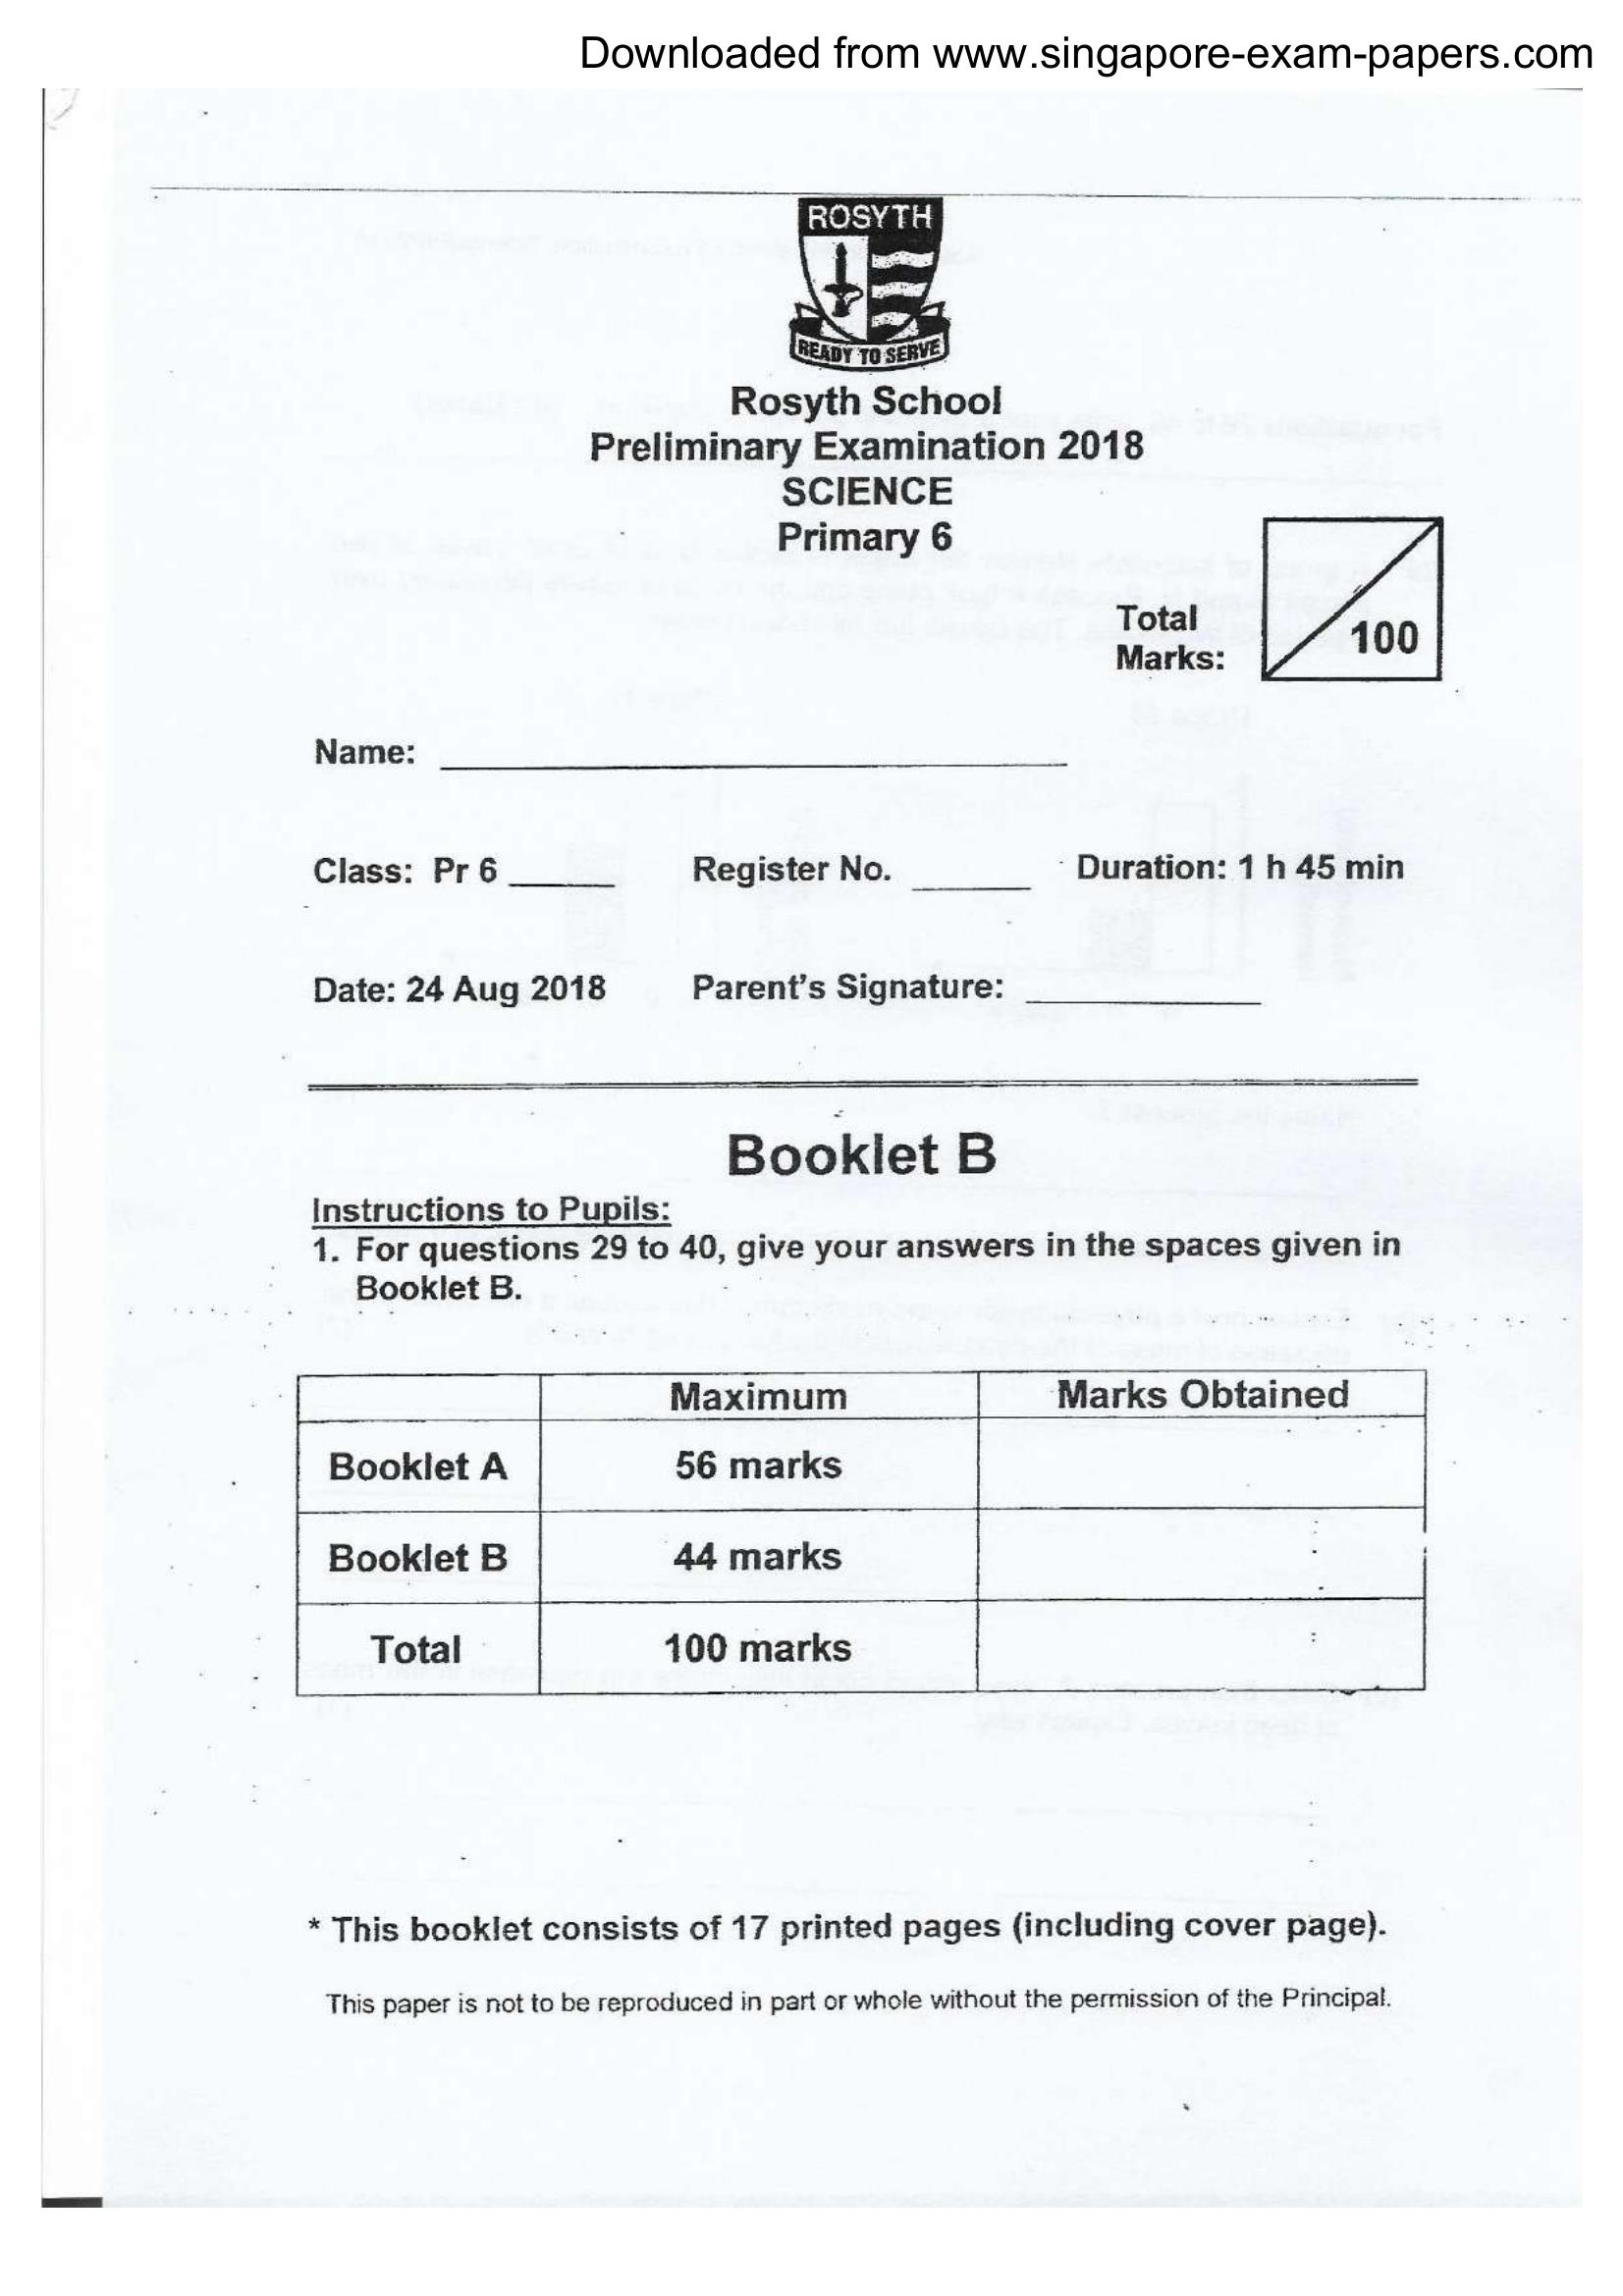 Downloaded from www.singapore-exam-papers.com
ROSYTH
READY TO SERVE
Rosyth School
Preliminary Examination 2018
SCIENCE
Primary 6
Total
Marks:
100
Name:
Class: Pr 6 Register No. Duration: 1 h 45 min
Date: 24 Aug 2018 Parent's Signature:
Booklet B
Instructions to Pupils:
1. For questions 29 to 40, give your answers in the spaces given in
Booklet B.
Maximum Marks Obtained
Booklet A 56 marks
Booklet B 44 marks
Total 100 marks
* This booklet consists of 17 printed pages (including cover page).
This paper is not to be reproduced in part or whole without the permission of the Principal.